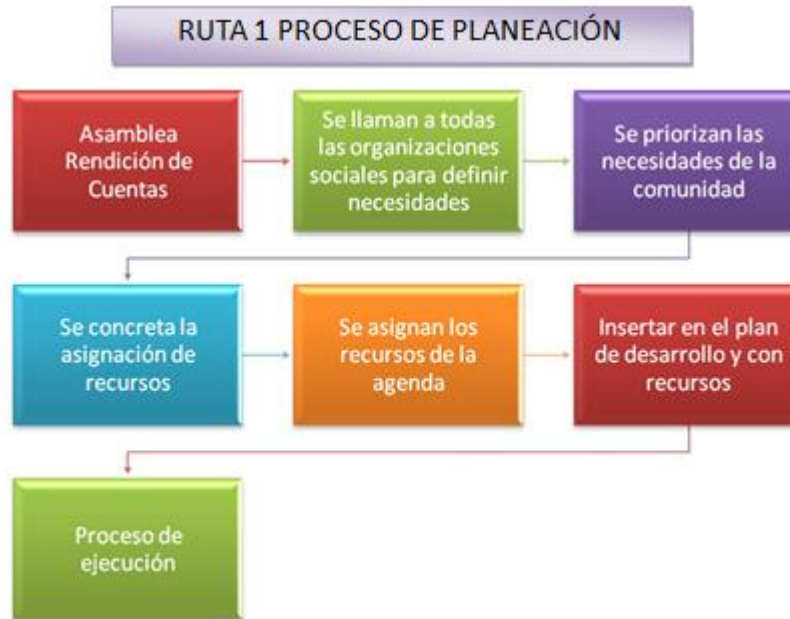 RUTA 1 PROCESO DE PLANEACIÓN
Asamblea
Rendición de
Cuentas
Se llaman a todas
las organizaciones
sociales para definir
necesidades
Se priorizan las
necesidades de la
comunidad
Se concreta la
asignación de
recursos
Se asignan los
recursos de la
agenda
Insertar en el plan
de desarrollo y con
recursos
Proceso de
ejecución